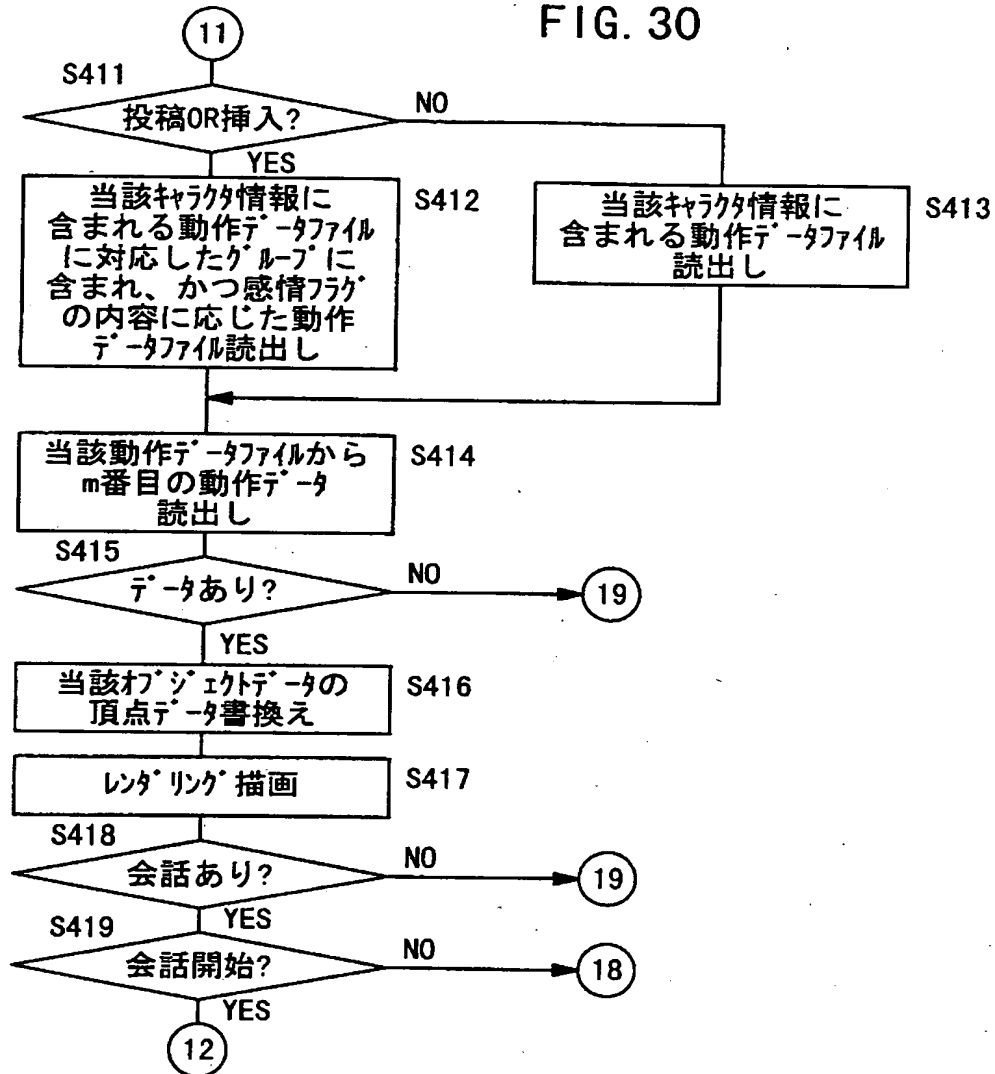 FIG. 30
11
S411
投稿OR挿入?
NO
YES
当該ｷｬﾗｸﾀ情報に
含まれる動作ﾃﾞｰﾀﾌｧｲﾙ
に対応したｸﾞﾙｰﾌﾟに
含まれ、かつ感情ﾌﾗｸﾞ
の内容に応じた動作
ﾃﾞｰﾀﾌｧｲﾙ読出し
S412
当該ｷｬﾗｸﾀ情報に
含まれる動作ﾃﾞｰﾀﾌｧｲﾙ
読出し
S413
当該動作ﾃﾞｰﾀﾌｧｲﾙから
m番目の動作ﾃﾞｰﾀ
読出し
S414
S415
ﾃﾞｰﾀあり?
NO
19
YES
当該ｵﾌﾞｼﾞｪｸﾄﾃﾞｰﾀの
頂点ﾃﾞｰﾀ書換え
S416
ﾚﾝﾀﾞﾘﾝｸﾞ描画
S417
S418
会話あり?
NO
19
YES
S419
会話開始?
NO
18
YES
12